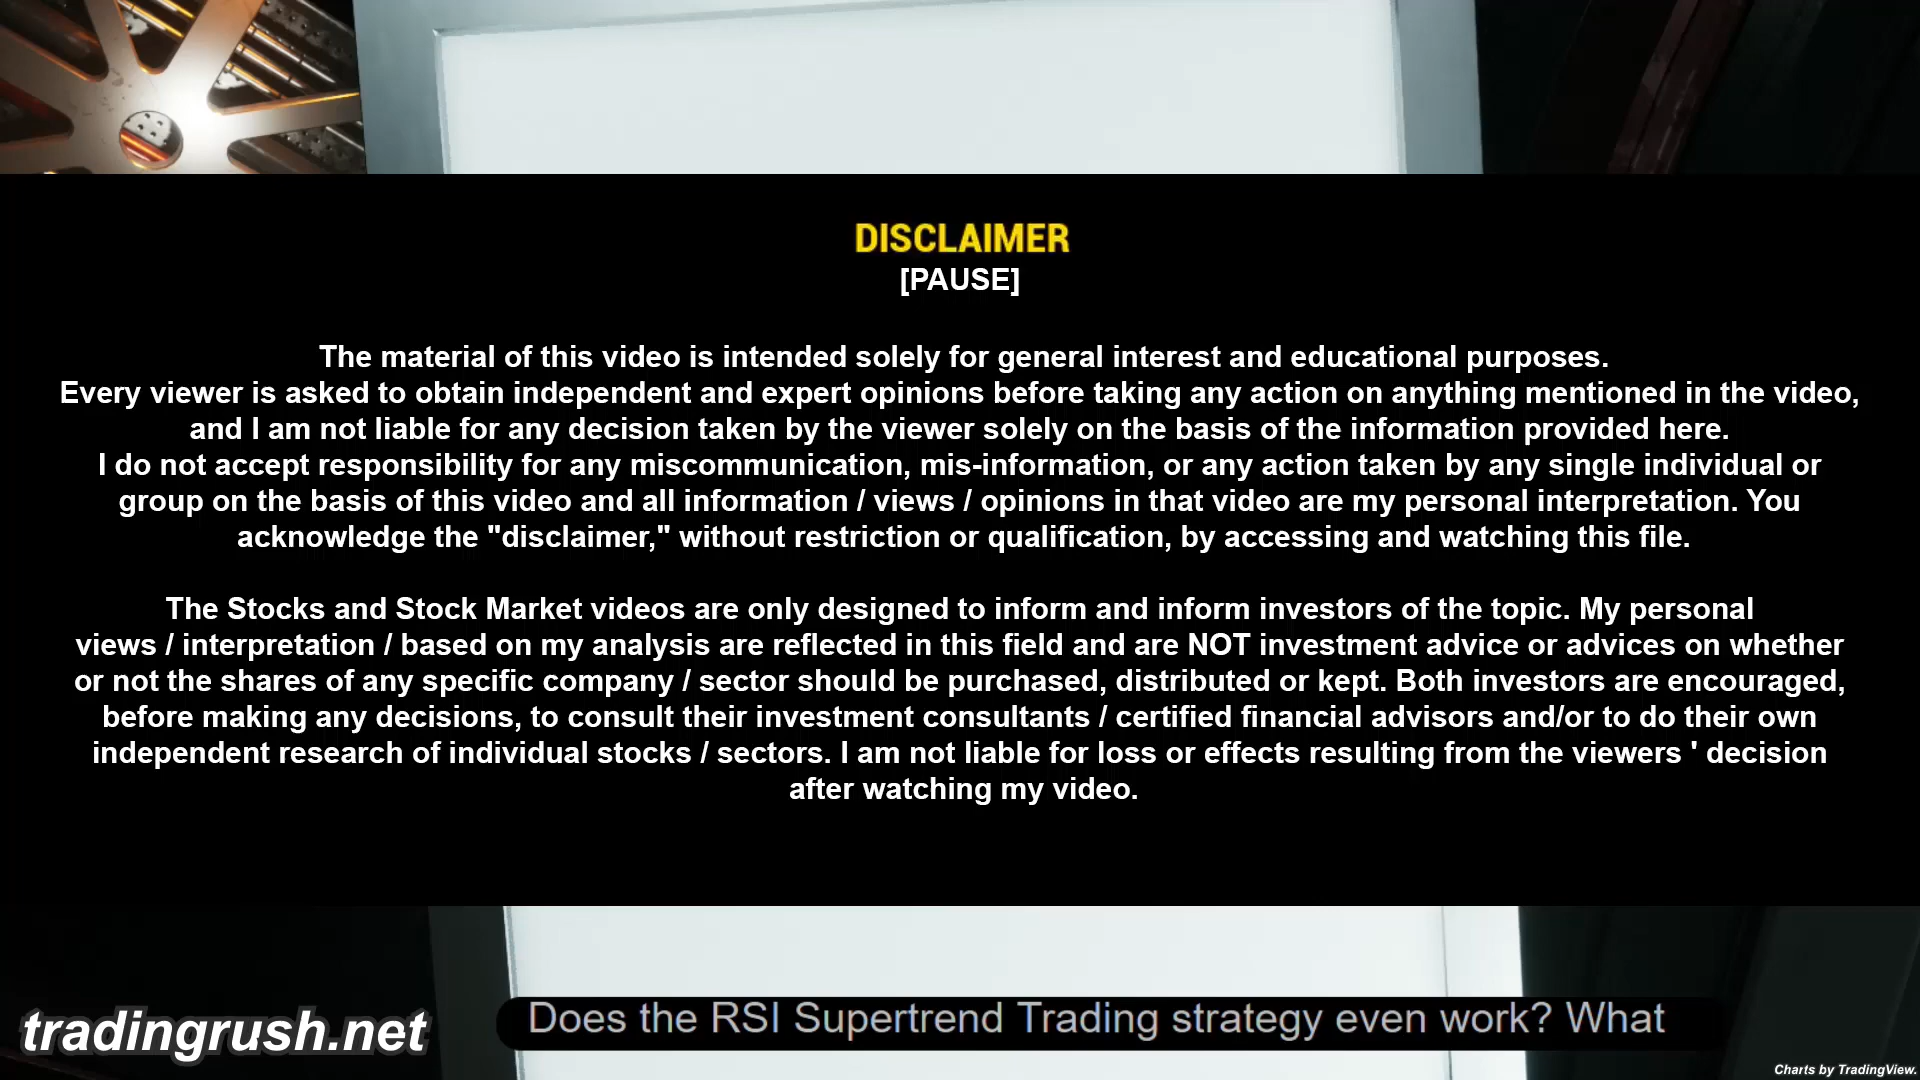 DISCLAIMER
[PAUSE]
The material of this video is intended solely for general interest and educational purposes.
Every viewer is asked to obtain independent and expert opinions before taking any action on anything mentioned in the video,
and I am not liable for any decision taken by the viewer solely on the basis of the information provided here.
I do not accept responsibility for any miscommunication, mis-information, or any action taken by any single individual or
group on the basis of this video and all information / views / opinions in that video are my personal interpretation. You
acknowledge the "disclaimer," without restriction or qualification, by accessing and watching this file.
The Stocks and Stock Market videos are only designed to inform and inform investors of the topic. My personal
views / interpretation / based on my analysis are reflected in this field and are NOT investment advice or advices on whether
or not the shares of any specific company / sector should be purchased, distributed or kept. Both investors are encouraged,
before making any decisions, to consult their investment consultants / certified financial advisors and/or to do their own
independent research of individual stocks / sectors. I am not liable for loss or effects resulting from the viewers ' decision
after watching my video.
Does the RSI Supertrend Trading strategy even work? What
tradingrush.net
Charts by TradingView.